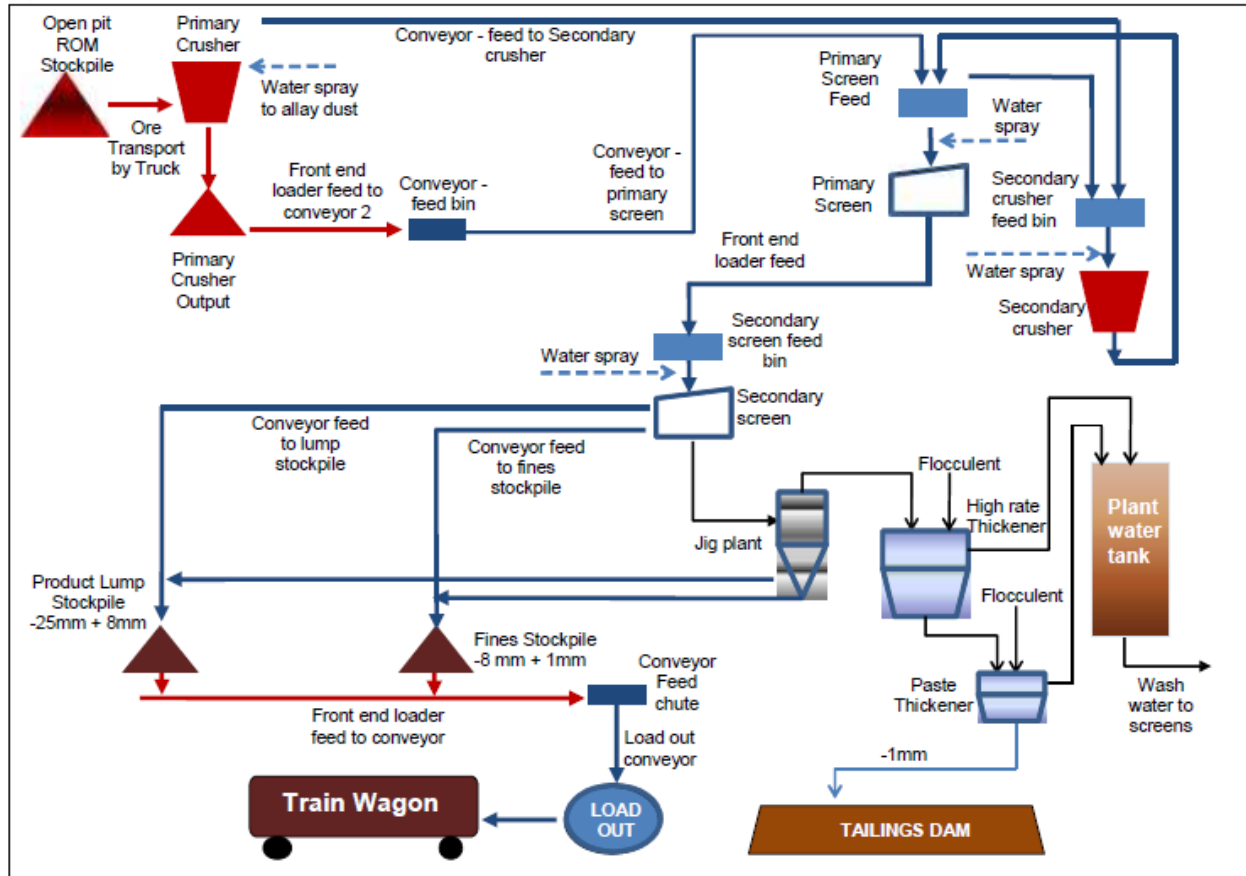 Open pit
ROM
Stockpile
Primary
Crusher
Conveyor - feed to Secondary
crusher
Water spray
to allay dust
Ore
Transport
by Truck
Primary
Screen
Feed
Water
spray
Front end
loader feed to
conveyor 2
Conveyor -
feed bin
Conveyor -
feed to
primary
screen
Primary
Screen
Secondary
crusher
feed bin
Primary
Crusher
Output
Front end
loader feed
Water spray
Secondary
crusher
Water spray
Secondary
screen feed
bin
Secondary
screen
Conveyor feed
to lump
stockpile
Conveyor feed
to fines
stockpile
Flocculent
High rate
Thickener
Jig plant
Plant
water
tank
Product Lump
Stockpile
-25mm + 8mm
Flocculent
Fines Stockpile
-8 mm + 1mm
Conveyor
Feed
chute
Paste
Thickener
Wash
water to
screens
Front end loader
feed to conveyor
Load out
conveyor
-1mm
Train Wagon
LOAD
OUT
TAILINGS DAM